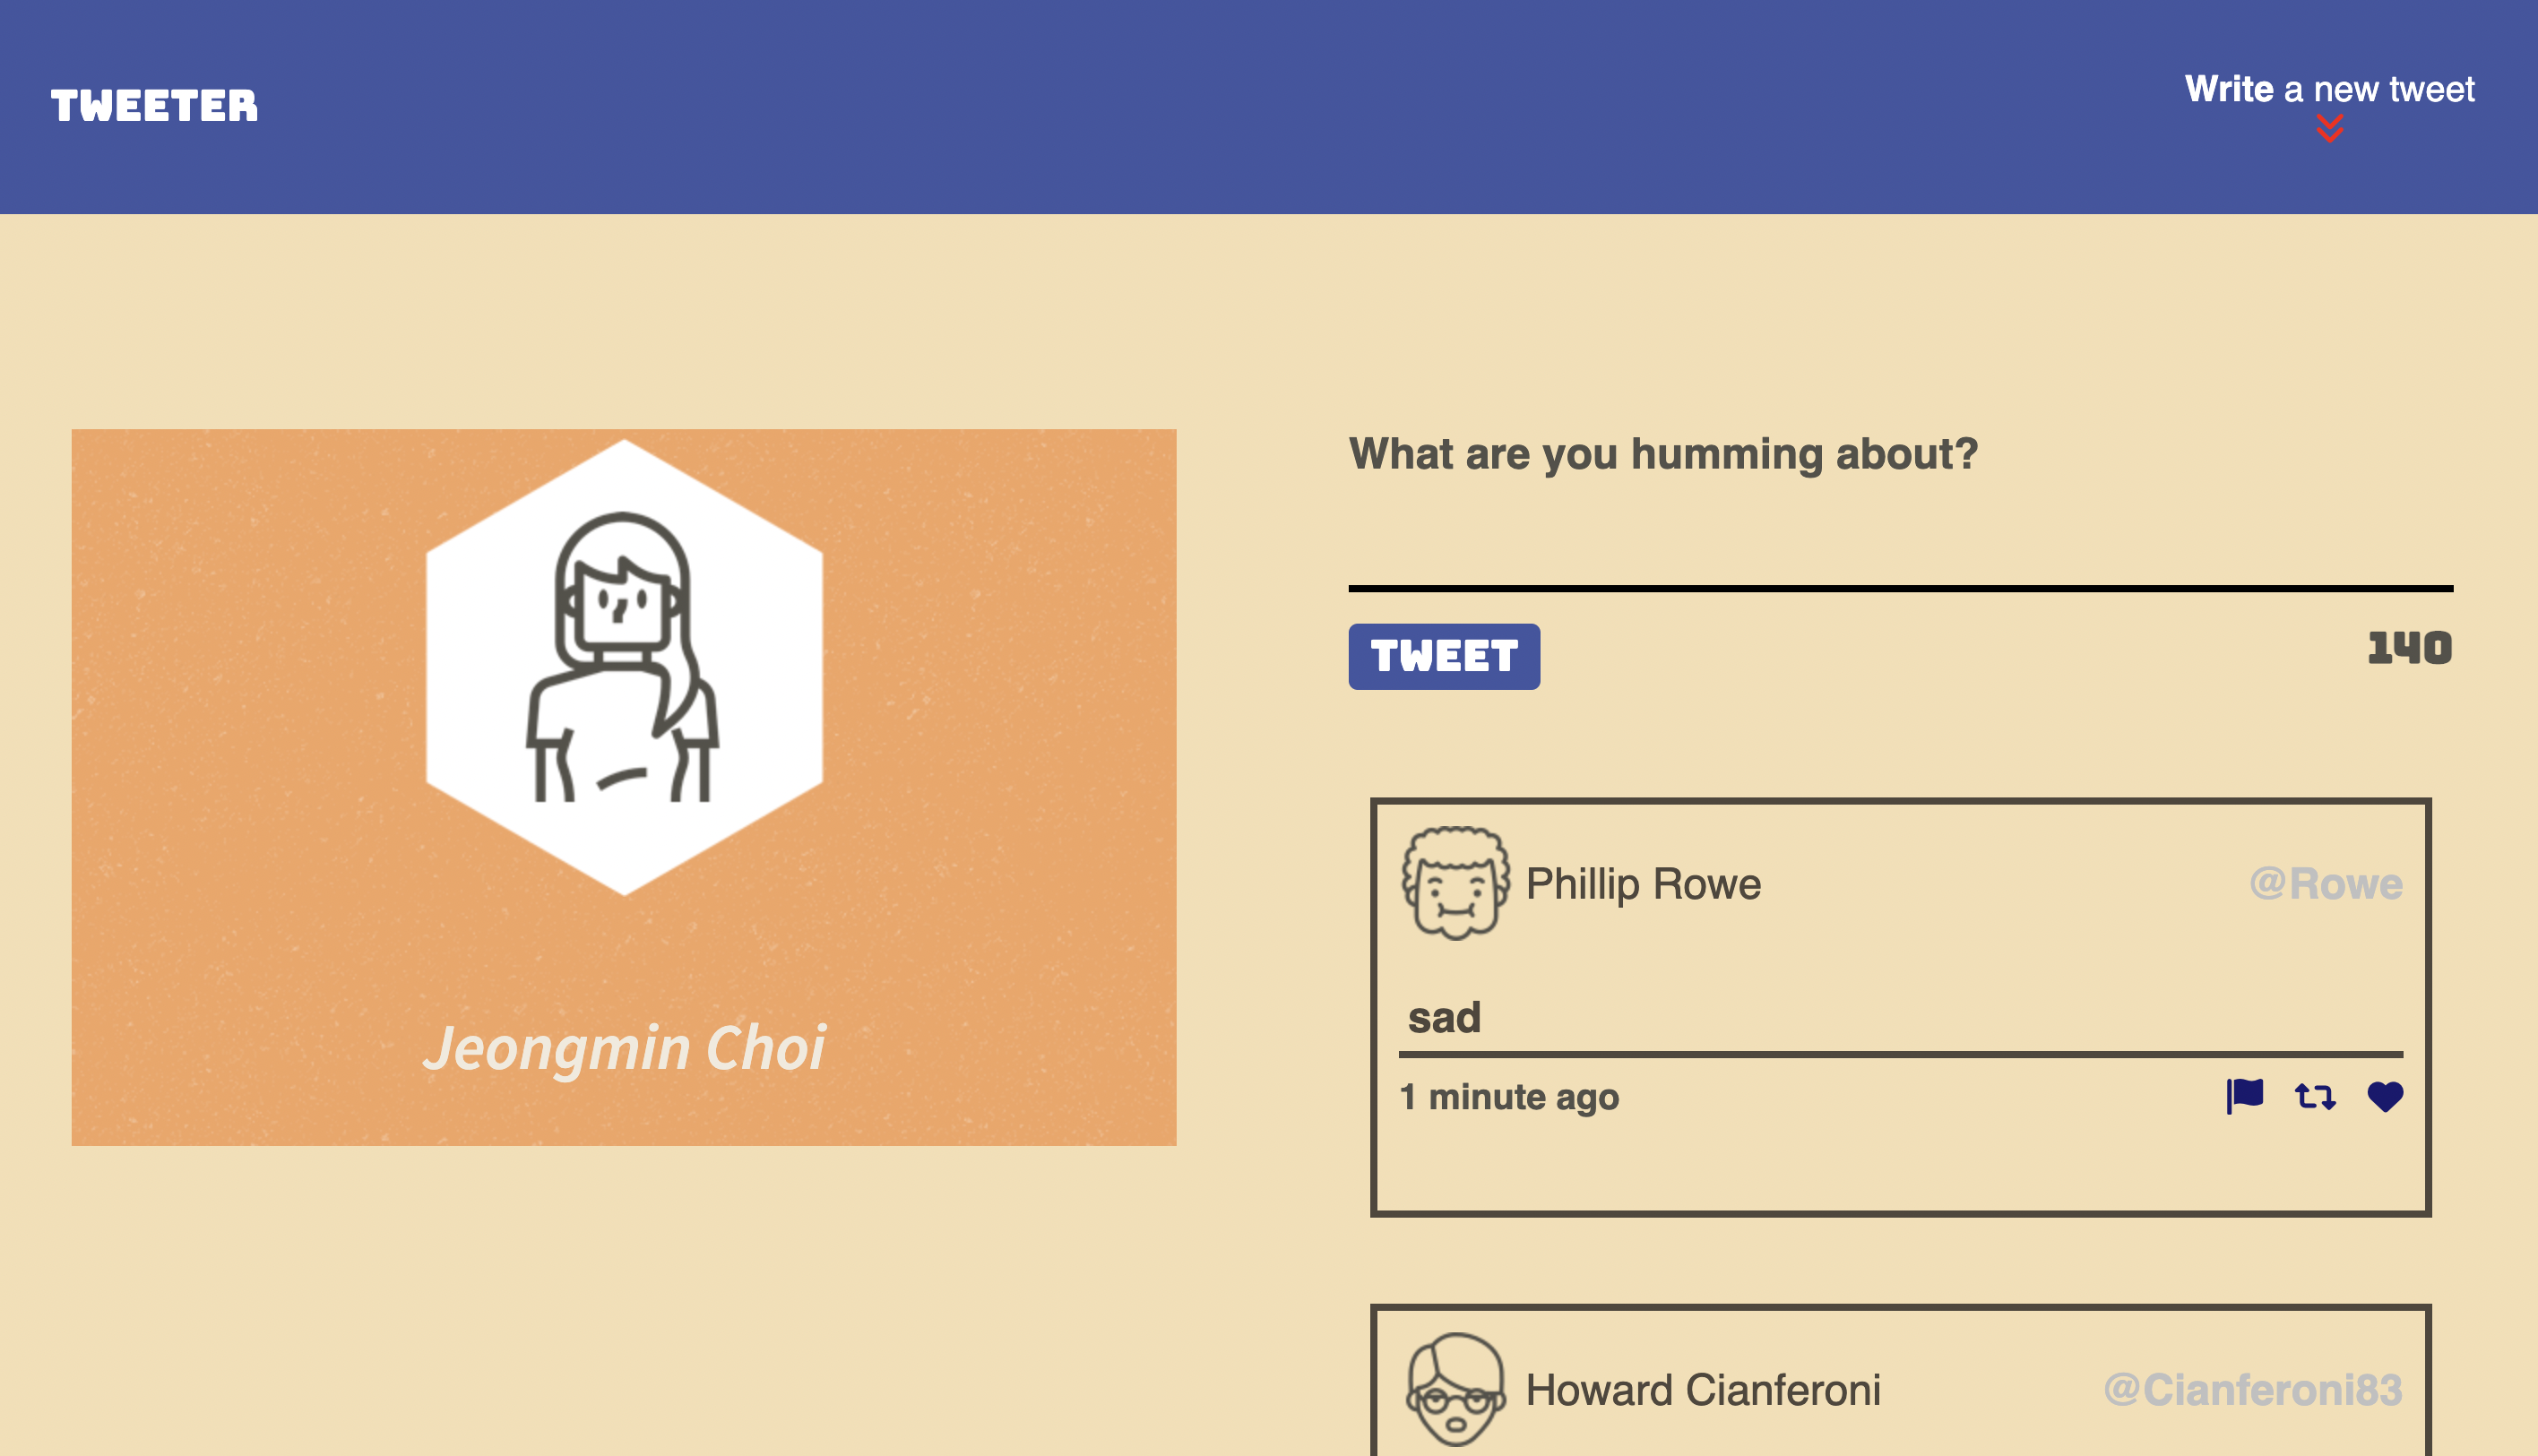 TWEETER
Write a new tweet
Jeongmin Choi
What are you humming about?
TWEET
140
Phillip Rowe
@Rowe
sad
1 minute ago
Howard Cianferoni
@Cianferoni83